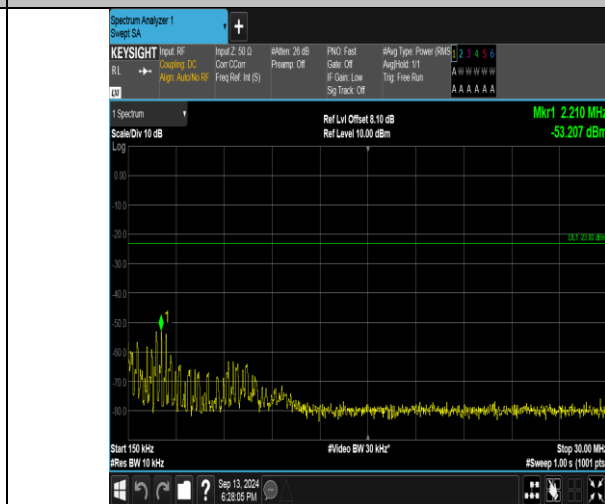 Spectrum Analyzer 1
Swept SA
+
KEYSIGHT Input: RF Input Z: 50 Ω #Atten: 26 dB PNO: Fast #Avg Type: Power (RMS 1 2 3 4 5 6
RL Coupling: DC Corr CCorr Preamp: Off Gate: Off Avg|Hold: 1/1 A W W W W W
Align: Auto/No RF Freq Ref: Int (S) IF Gain: Low Trig: Free Run
Sig Track: Off A A A A A A
1 Spectrum Ref Lvl Offset 8.10 dB Mkr1 2.210 MHz
Scale/Div 10 dB Ref Level 10.00 dBm -53.207 dBm
Log
0.00
-10.0
-20.0
DL1 -23.00 dBm
-30.0
-40.0
1
-50.0
-60.0
-70.0
-80.0
Start 150 kHz #Video BW 30 kHz* Stop 30.00 MHz
#Res BW 10 kHz #Sweep 1.00 s (1001 pts
? Sep 13, 2024
6:28:05 PM